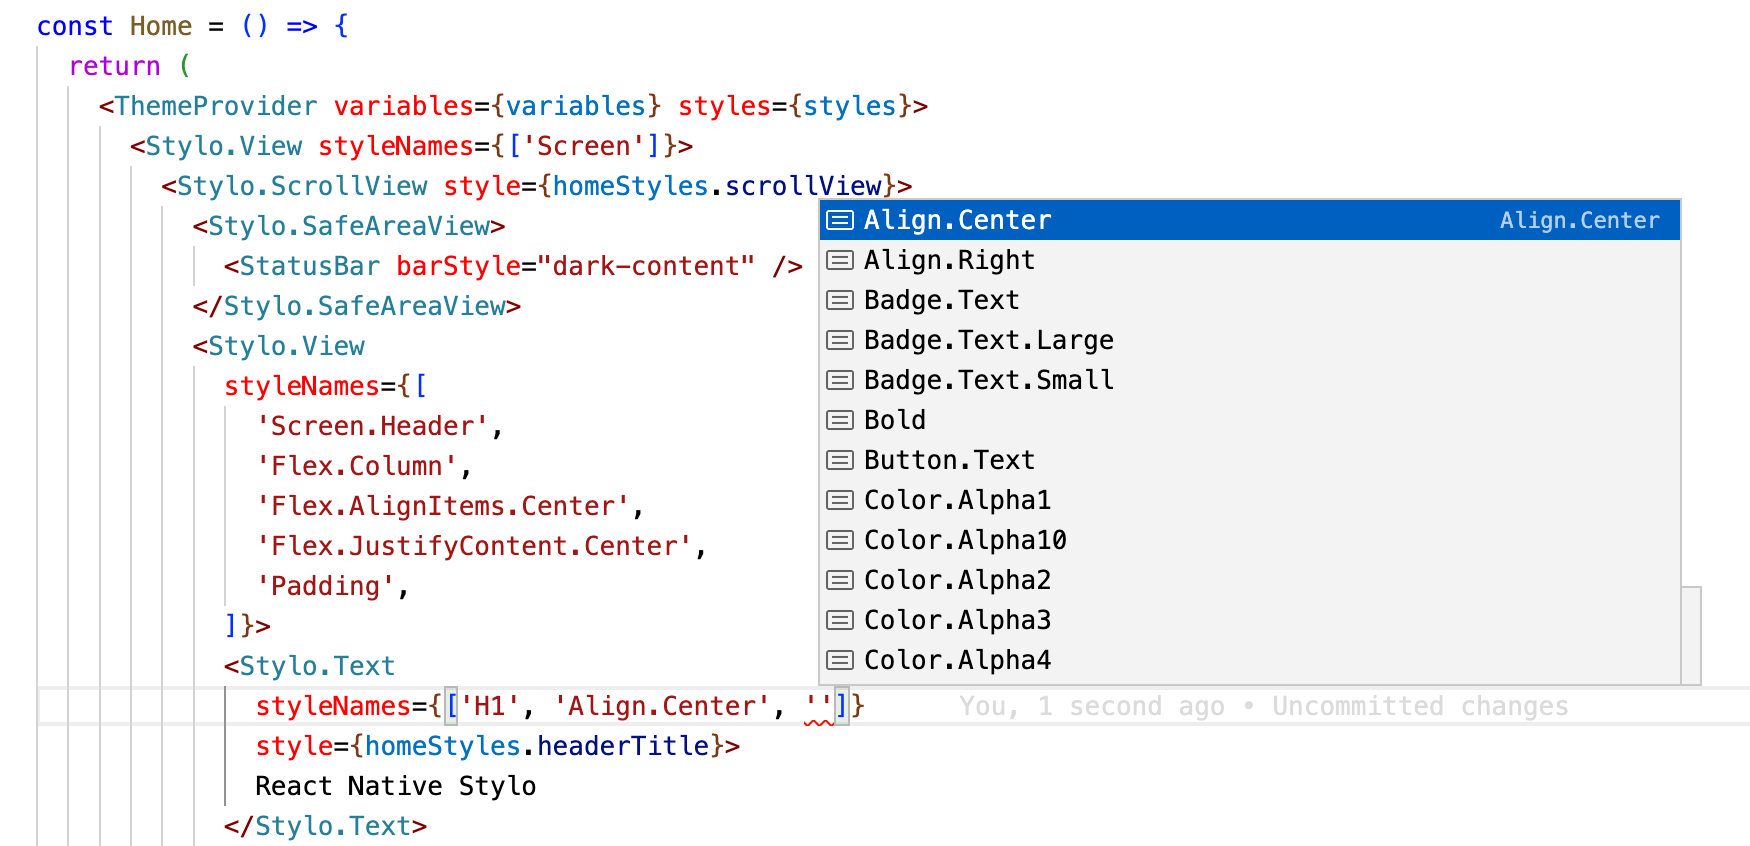 const Home = () => {
return (
<ThemeProvider variables={variables} styles={styles}>
<Stylo.View styleNames={['Screen']}>
<Stylo.ScrollView style={homeStyles.scrollView}>
<Stylo.SafeAreaView>
<StatusBar barStyle="dark-content" />
</Stylo.SafeAreaView>
<Stylo.View
styleNames={[
'Screen.Header',
'Flex.Column',
'Flex.AlignItems.Center',
'Flex.JustifyContent.Center',
'Padding',
]}>
<Stylo.Text
styleNames={['H1', 'Align.Center', '']} You, 1 second ago • Uncommitted changes
style={homeStyles.headerTitle}>
React Native Stylo
</Stylo.Text>
Align.Center Align.Center
Align.Right
Badge.Text
Badge.Text.Large
Badge.Text.Small
Bold
Button.Text
Color.Alpha1
Color.Alpha10
Color.Alpha2
Color.Alpha3
Color.Alpha4